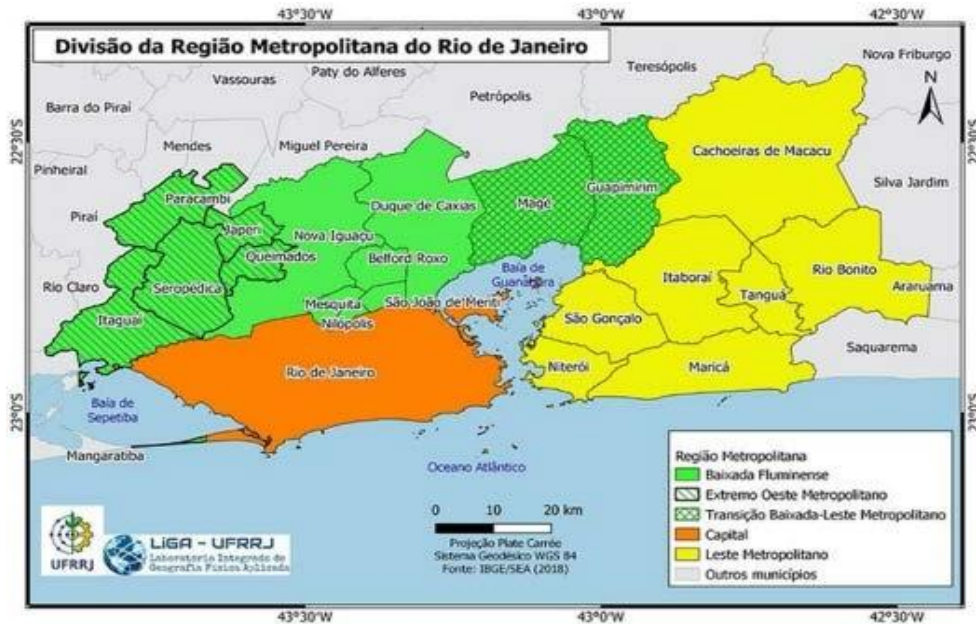 43°30'W
43°0'W
42°30'W
Divisão da Região Metropolitana do Rio de Janeiro
Nova Friburgo
Teresópolis
Paty do Alferes
Vassouras
Petrópolis
N
Barra do Piraí
22°30'S
22°30'S
Mendes
Miguel Pereira
Cachoeiras de Macacu
Pinheiral
Silva Jardim
Paracambi
Guapimirim
Magé
Duque de Caxias
Piraí
Japeri
Nova Iguaçu
Queimados
Belford Roxo
Baía de
Guanabara
Itaboraí
Rio Bonito
Rio Claro
Seropédica
Araruama
Tanguá
Mesquita
São João de Meriti
Itaguaí
São Gonçalo
Nilópolis
Saquarema
Rio de Janeiro
Niterói
Maricá
Baía de
Sepetiba
23°0'S
23°0'S
Mangaratiba
Oceano Atlântico
Região Metropolitana
Baixada Fluminense
Extremo Oeste Metropolitano
Transição Baixada-Leste Metropolitano
Capital
Leste Metropolitano
Outros municípios
0 10 20 km
Projeção Plate Carrée
Sistema Geodésico WGS 84
Fonte: IBGE/SEA (2018)
UFRRJ
LiGA - UFRRJ
Laboratório Integrado de
Geografia Física Aplicada
43°30'W
43°0'W
42°30'W